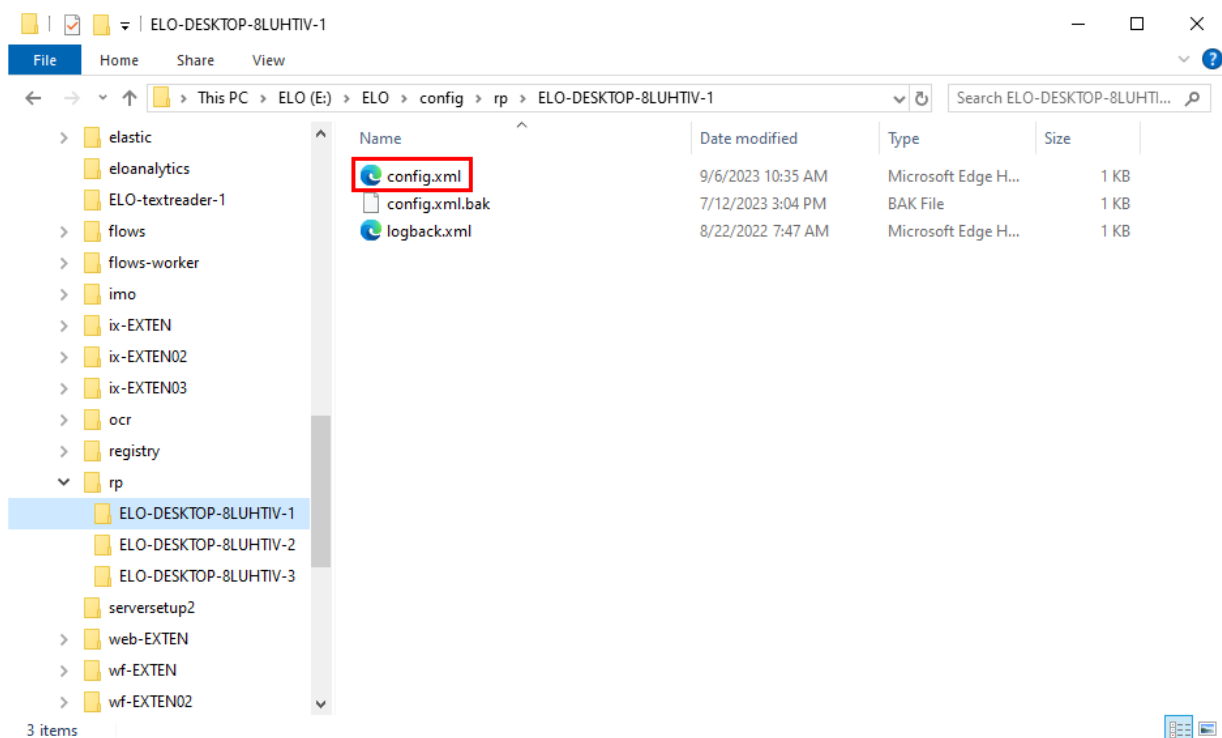 ELO-DESKTOP-8LUHTIV-1
File Home Share View
This PC > ELO (E:) > ELO > config > rp > ELO-DESKTOP-8LUHTIV-1
Search ELO-DESKTOP-8LUHTI...
Name Date modified Type Size
config.xml 9/6/2023 10:35 AM Microsoft Edge H... 1 KB
config.xml.bak 7/12/2023 3:04 PM BAK File 1 KB
logback.xml 8/22/2022 7:47 AM Microsoft Edge H... 1 KB
elastic
eloanalytics
ELO-textreader-1
flows
flows-worker
imo
ix-EXTEN
ix-EXTEN02
ix-EXTEN03
ocr
registry
rp
ELO-DESKTOP-8LUHTIV-1
ELO-DESKTOP-8LUHTIV-2
ELO-DESKTOP-8LUHTIV-3
serversetup2
web-EXTEN
wf-EXTEN
wf-EXTEN02
3 items